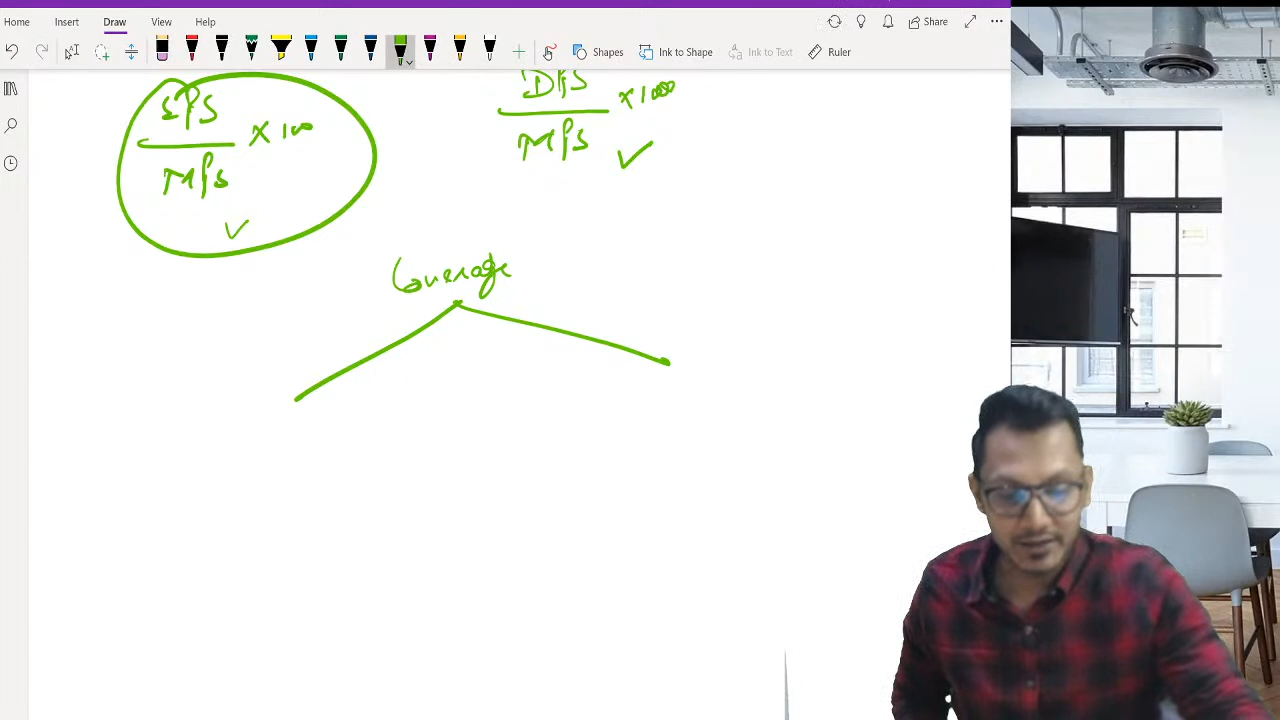 Home Insert Draw View Help Share
Shapes Ink to Shape Ink to Text Ruler
EPS
MPS
× 100
DPS
MPS
× 100
Coverage